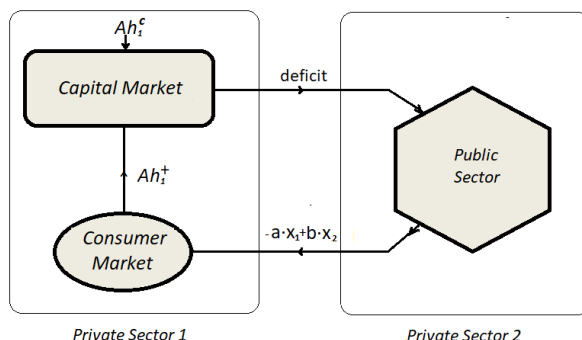 Ah₁ᶜ
Capital Market
deficit
Public
Sector
Ah₁⁺
-a·x₁+b·x₂
Consumer
Market
Private Sector 1
Private Sector 2